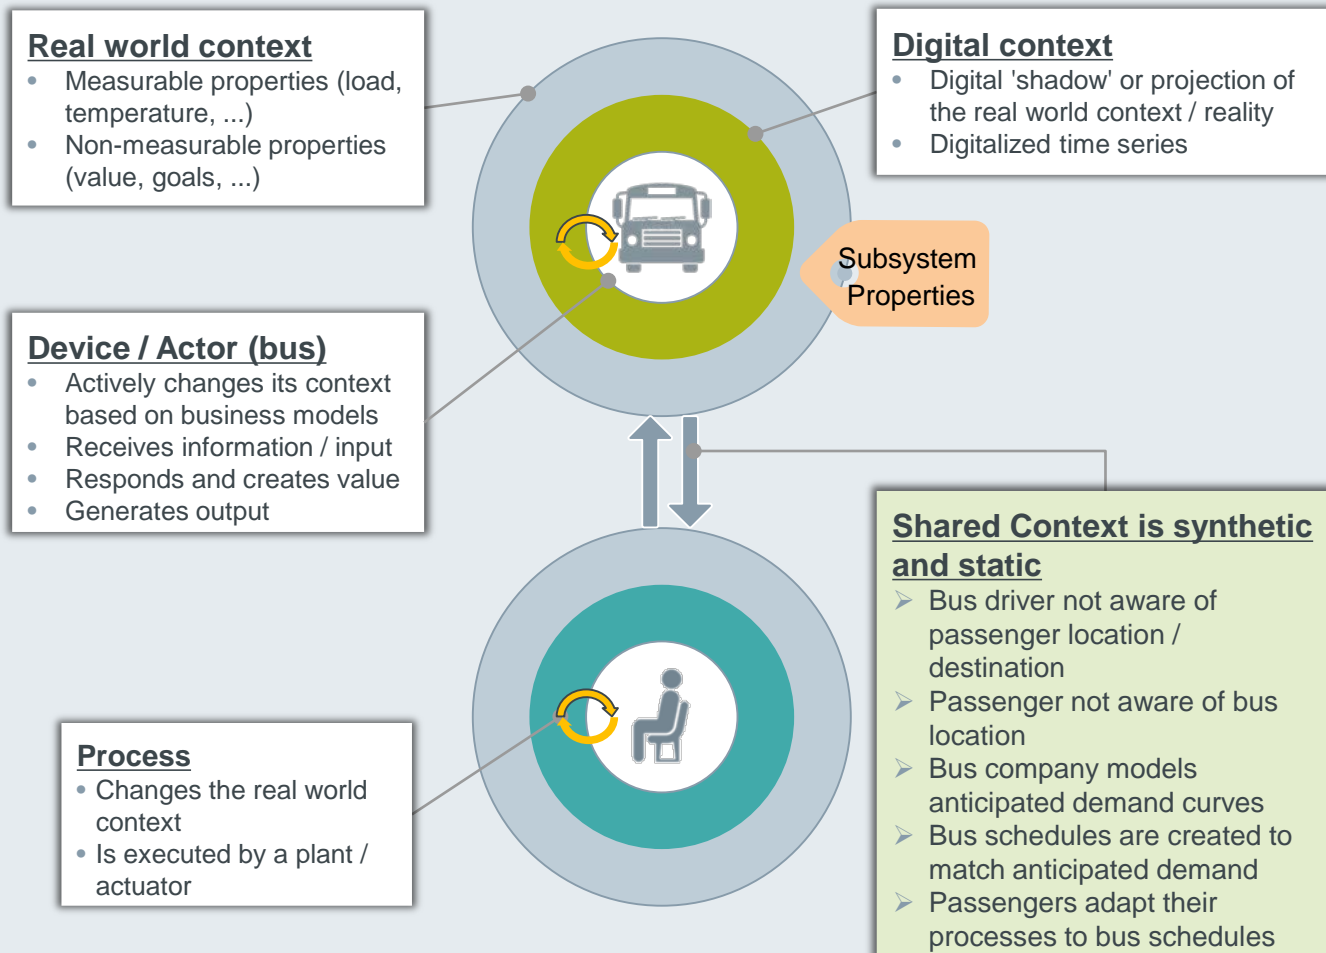 Real world context
• Measurable properties (load,
temperature, ...)
• Non-measurable properties
(value, goals, ...)
Digital context
• Digital 'shadow' or projection of
the real world context / reality
• Digitalized time series
Subsystem
Properties
Device / Actor (bus)
• Actively changes its context
based on business models
• Receives information / input
• Responds and creates value
• Generates output
Shared Context is synthetic
and static
➢ Bus driver not aware of
passenger location /
destination
➢ Passenger not aware of bus
location
➢ Bus company models
anticipated demand curves
➢ Bus schedules are created to
match anticipated demand
➢ Passengers adapt their
processes to bus schedules
Process
• Changes the real world
context
• Is executed by a plant /
actuator